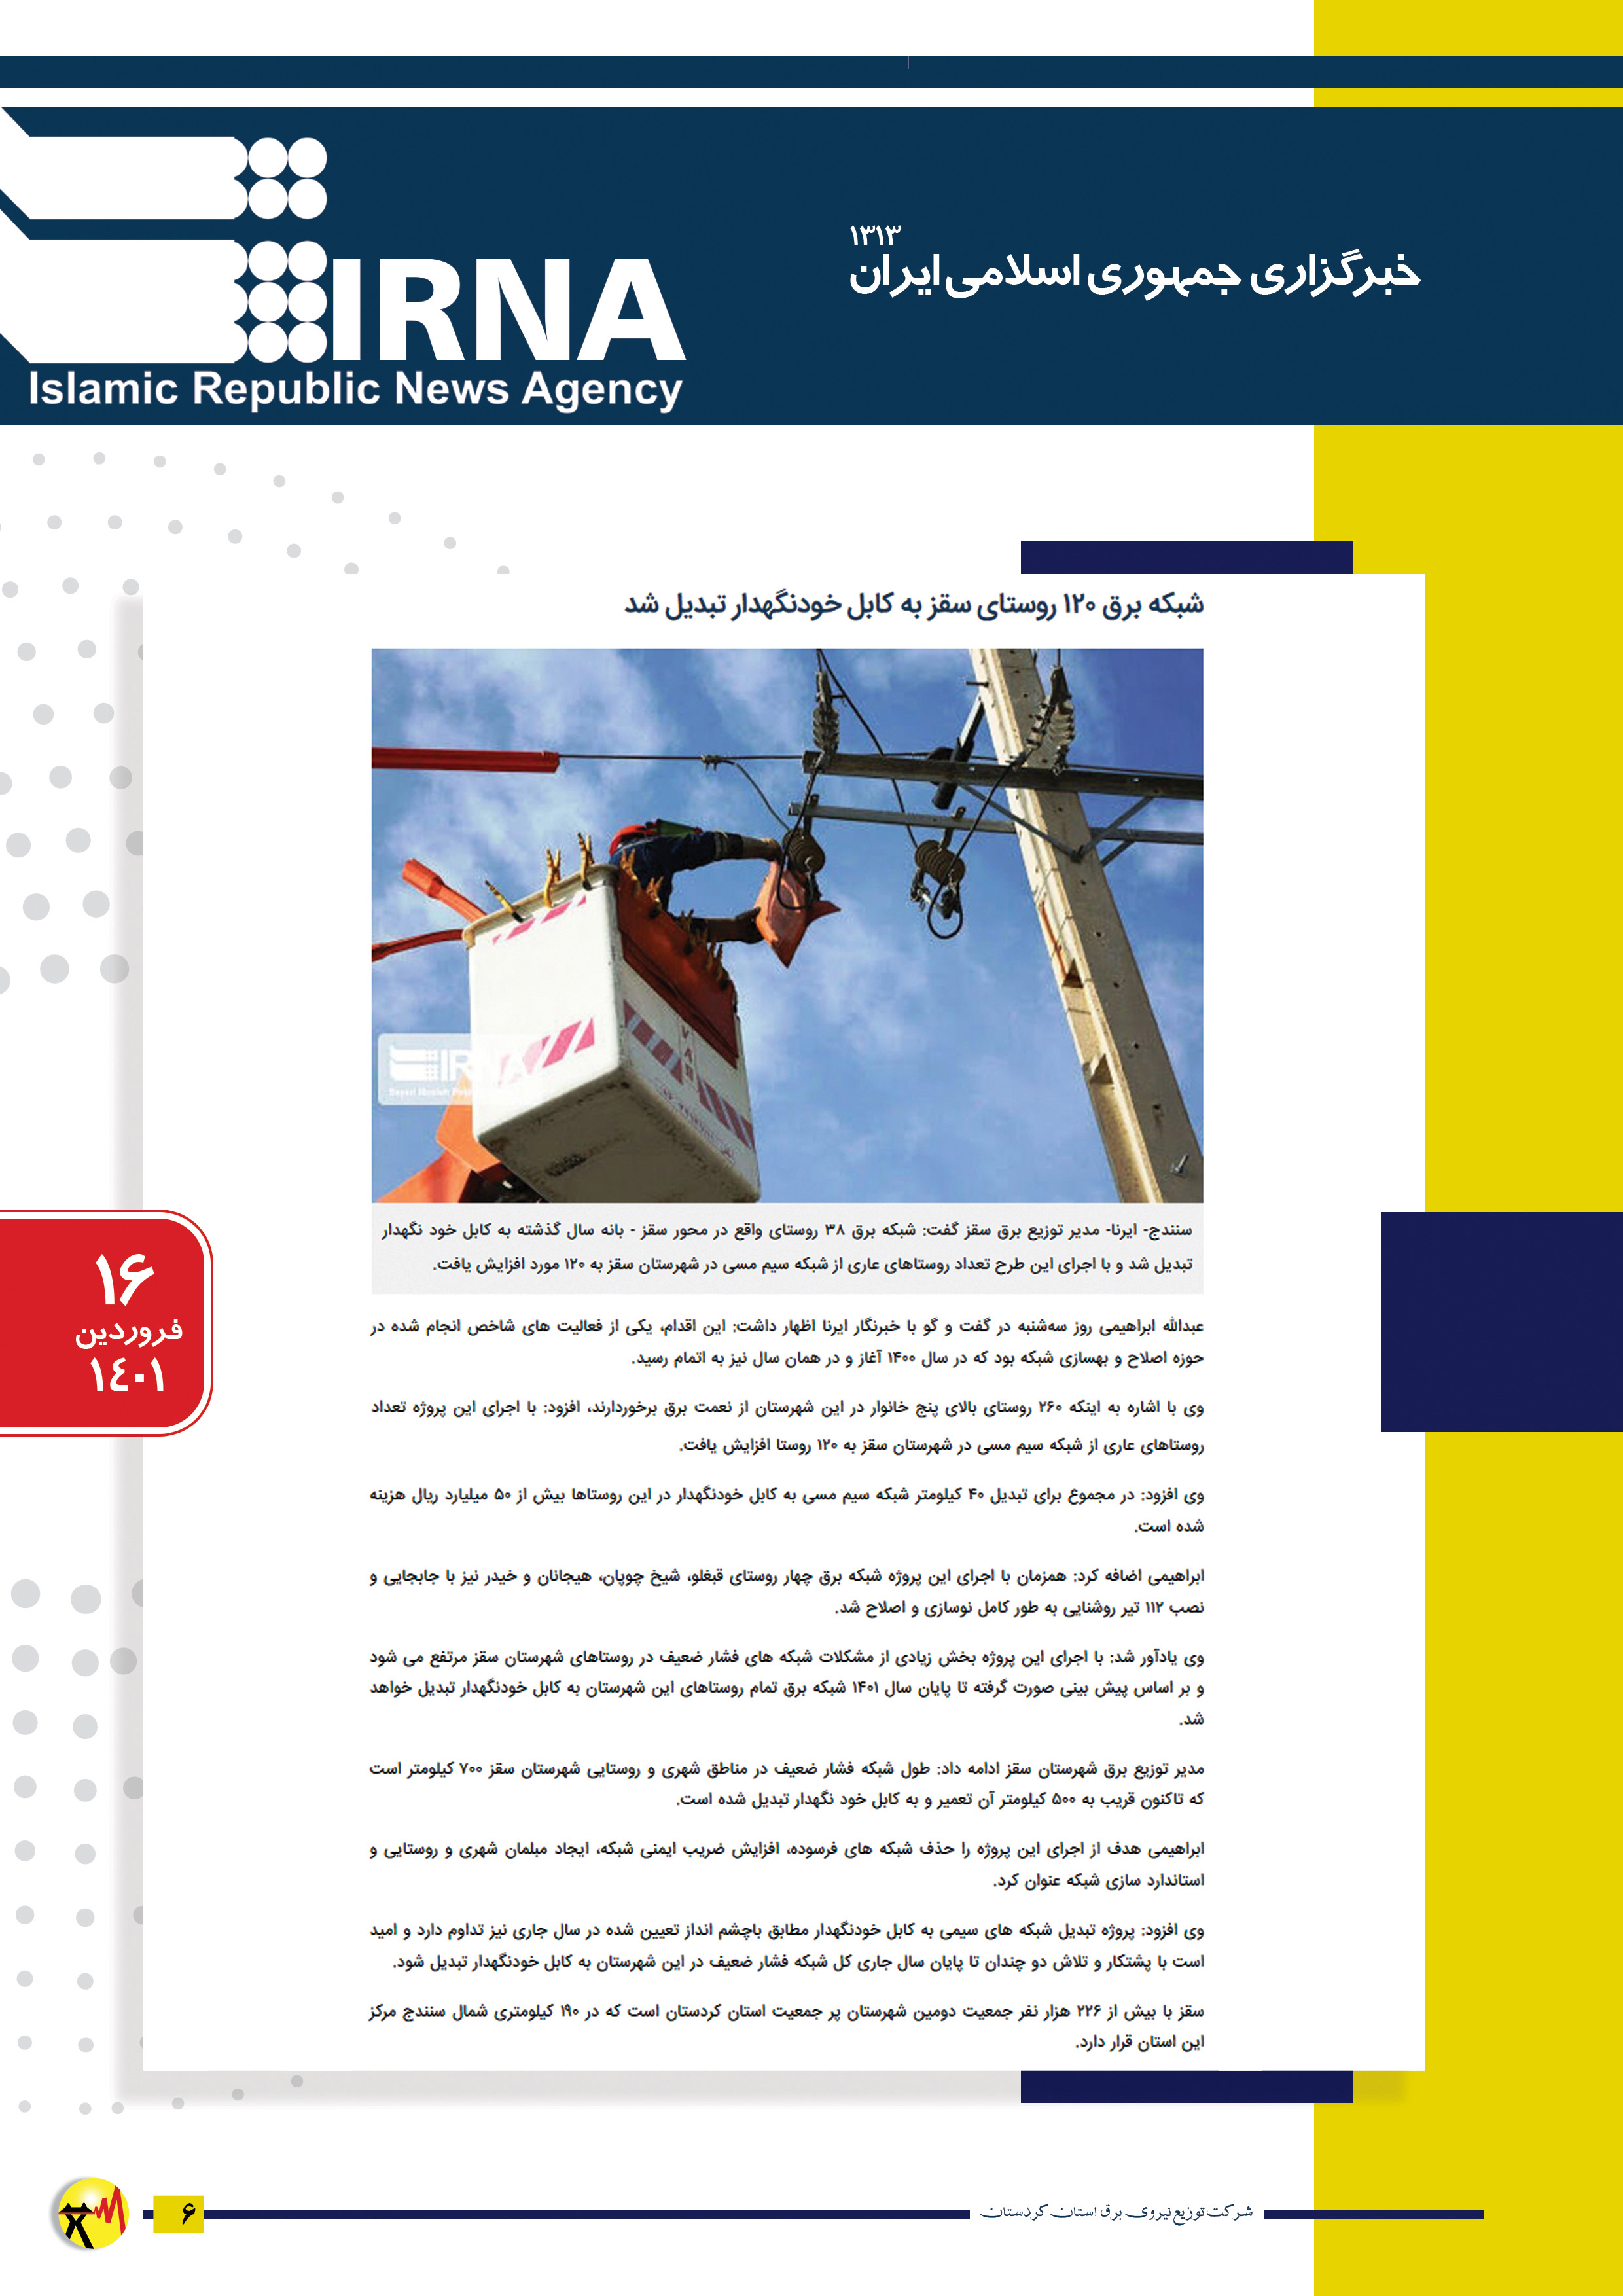 ۱۳۱۳
خبرگزاری جمهوری اسلامی ایران
IRNA
Islamic Republic News Agency
شبکه برق ۱۲۰ روستای سقز به کابل خودنگهدار تبدیل شد
IRNA
سنندج- ایرنا- مدیر توزیع برق سقز گفت: شبکه برق ۳۸ روستای واقع در محور سقز - بانه سال گذشته به کابل خود نگهدار
تبدیل شد و با اجرای این طرح تعداد روستاهای عاری از شبکه سیم مسی در شهرستان سقز به ۱۲۰ مورد افزایش یافت.
عبدالله ابراهیمی روز سه‌شنبه در گفت و گو با خبرنگار ایرنا اظهار داشت: این اقدام، یکی از فعالیت های شاخص انجام شده در
حوزه اصلاح و بهسازی شبکه بود که در سال ۱۴۰۰ آغاز و در همان سال نیز به اتمام رسید.
وی با اشاره به اینکه ۲۶۰ روستای بالای پنج خانوار در این شهرستان از نعمت برق برخوردارند، افزود: با اجرای این پروژه تعداد
روستاهای عاری از شبکه سیم مسی در شهرستان سقز به ۱۲۰ روستا افزایش یافت.
وی افزود: در مجموع برای تبدیل ۴۰ کیلومتر شبکه سیم مسی به کابل خودنگهدار در این روستاها بیش از ۵۰ میلیارد ریال هزینه
شده است.
ابراهیمی اضافه کرد: همزمان با اجرای این پروژه شبکه برق چهار روستای قبغلو، شیخ چوپان، هیجانان و خیدر نیز با جابجایی و
نصب ۱۱۲ تیر روشنایی به طور کامل نوسازی و اصلاح شد.
وی یادآور شد: با اجرای این پروژه بخش زیادی از مشکلات شبکه های فشار ضعیف در روستاهای شهرستان سقز مرتفع می شود
و بر اساس پیش بینی صورت گرفته تا پایان سال ۱۴۰۱ شبکه برق تمام روستاهای این شهرستان به کابل خودنگهدار تبدیل خواهد
شد.
مدیر توزیع برق شهرستان سقز ادامه داد: طول شبکه فشار ضعیف در مناطق شهری و روستایی شهرستان سقز ۷۰۰ کیلومتر است
که تاکنون قریب به ۵۰۰ کیلومتر آن تعمیر و به کابل خود نگهدار تبدیل شده است.
ابراهیمی هدف از اجرای این پروژه را حذف شبکه های فرسوده، افزایش ضریب ایمنی شبکه، ایجاد مبلمان شهری و روستایی و
استاندارد سازی شبکه عنوان کرد.
وی افزود: پروژه تبدیل شبکه های سیمی به کابل خودنگهدار مطابق باچشم انداز تعیین شده در سال جاری نیز تداوم دارد و امید
است با پشتکار و تلاش دو چندان تا پایان سال جاری کل شبکه فشار ضعیف در این شهرستان به کابل خودنگهدار تبدیل شود.
سقز با بیش از ۲۲۶ هزار نفر جمعیت دومین شهرستان پر جمعیت استان کردستان است که در ۱۹۰ کیلومتری شمال سنندج مرکز
این استان قرار دارد.
۱۶
فروردین
۱٤۰۱
شرکت توزیع نیروی برق استان کردستان
۶